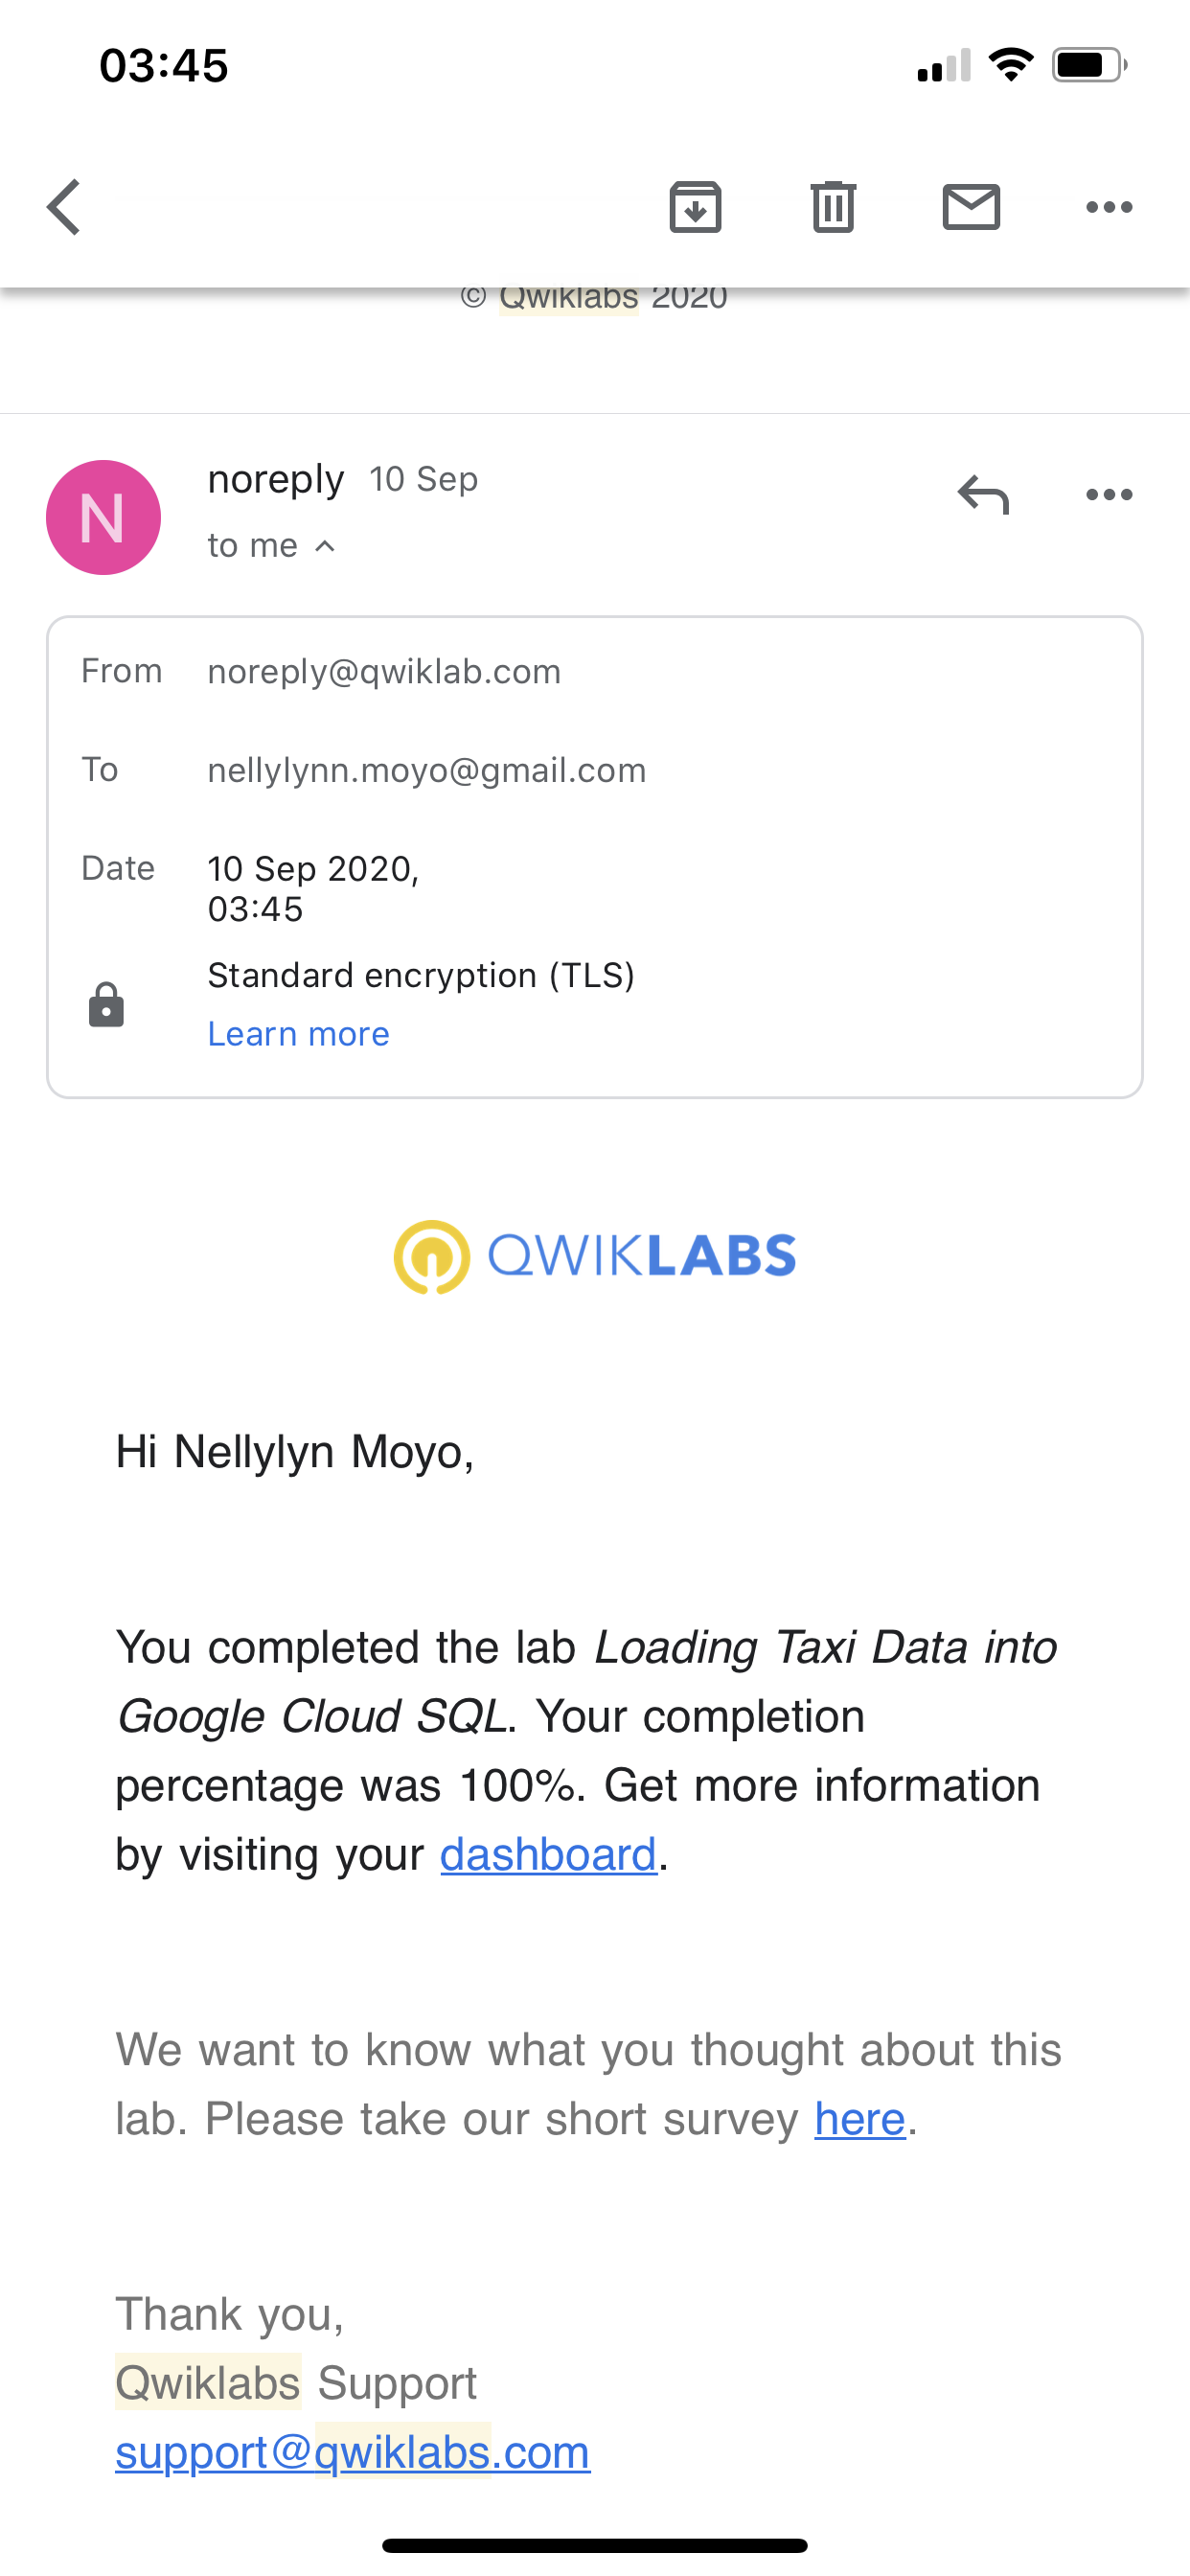 03:45
© Qwiklabs 2020
N
noreply 10 Sep
to me
From noreply@qwiklab.com
To nellylynn.moyo@gmail.com
Date 10 Sep 2020,
03:45
Standard encryption (TLS)
Learn more
QWIKLABS
Hi Nellylyn Moyo,
You completed the lab Loading Taxi Data into
Google Cloud SQL. Your completion
percentage was 100%. Get more information
by visiting your dashboard.
We want to know what you thought about this
lab. Please take our short survey here.
Thank you,
Qwiklabs Support
support@qwiklabs.com